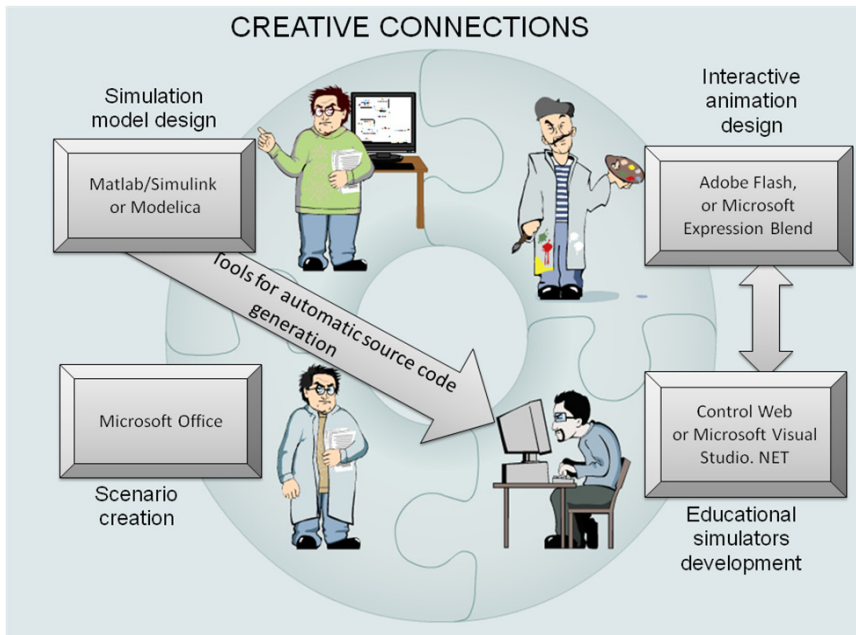 CREATIVE CONNECTIONS
Simulation
model design
Matlab/Simulink
or Modelica
Interactive
animation
design
Adobe Flash,
or Microsoft
Expression Blend
Tools for automatic source code
generation
Microsoft Office
Scenario
creation
Control Web
or Microsoft Visual
Studio. NET
Educational
simulators
development